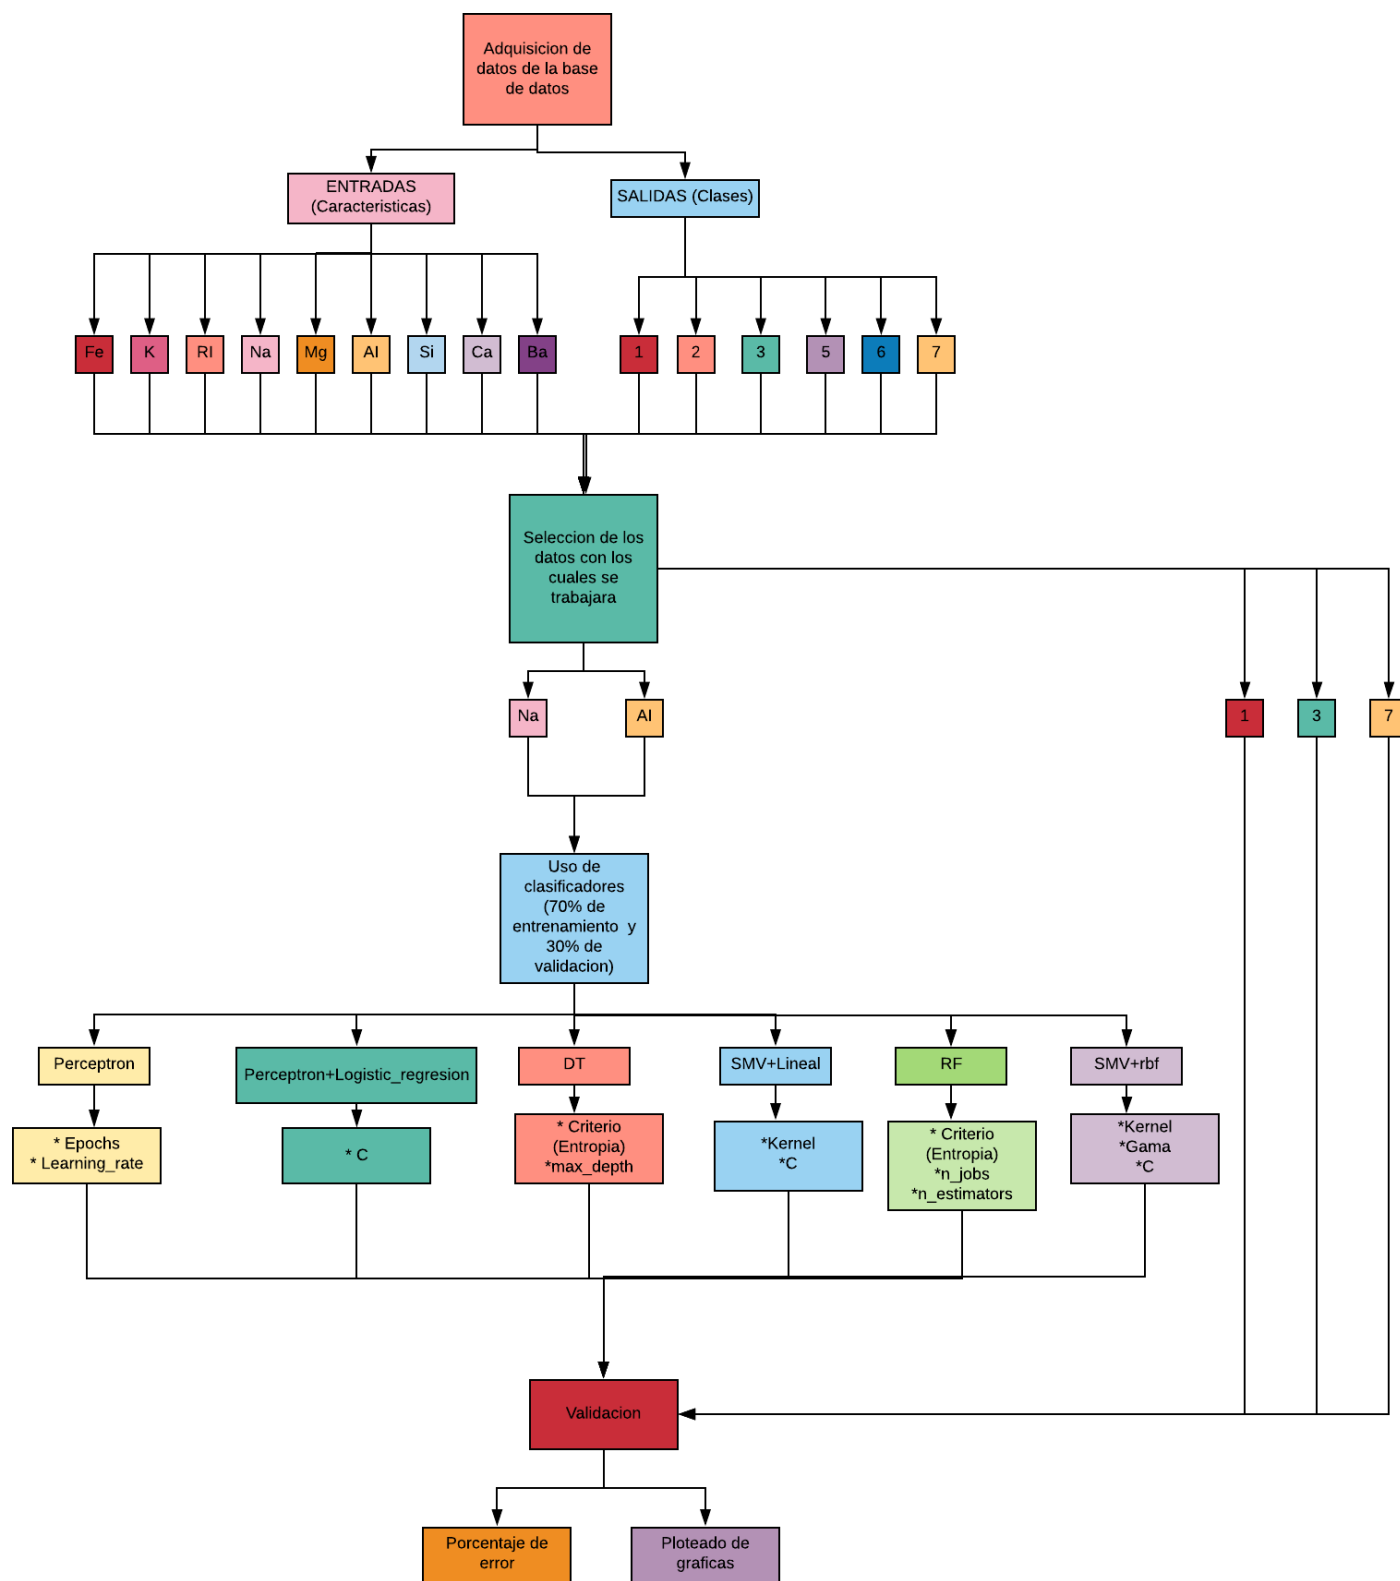 Adquisicion de
datos de la base
de datos
ENTRADAS
(Caracteristicas)
SALIDAS (Clases)
Fe
K
RI
Na
Mg
Al
Si
Ca
Ba
1
2
3
5
6
7
Seleccion de los
datos con los
cuales se
trabajara
Na
Al
1
3
7
Uso de
clasificadores
(70% de
entrenamiento y
30% de
validacion)
Perceptron
Perceptron+Logistic_regresion
DT
SMV+Lineal
RF
SMV+rbf
* Epochs
* Learning_rate
* C
* Criterio
(Entropia)
*max_depth
*Kernel
*C
* Criterio
(Entropia)
*n_jobs
*n_estimators
*Kernel
*Gama
*C
Validacion
Porcentaje de
error
Ploteado de
graficas